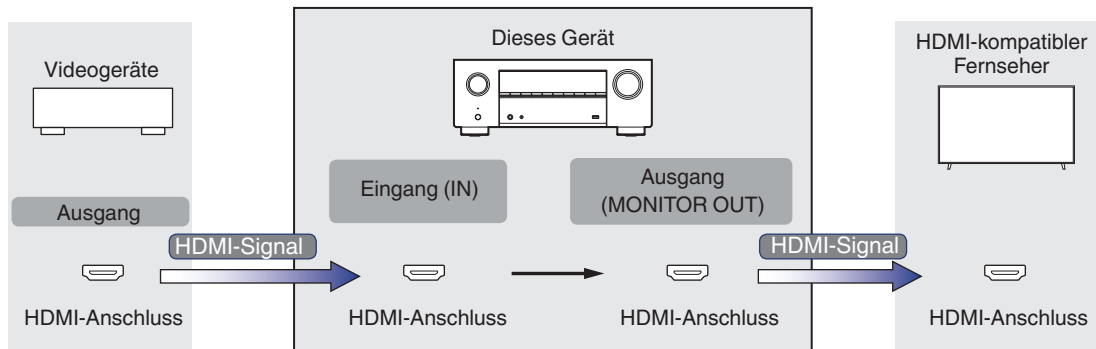 Videogeräte
Ausgang
HDMI-Signal
HDMI-Anschluss
Dieses Gerät
Eingang (IN)
HDMI-Anschluss
Ausgang
(MONITOR OUT)
HDMI-Anschluss
HDMI-Signal
HDMI-kompatibler
Fernseher
HDMI-Anschluss